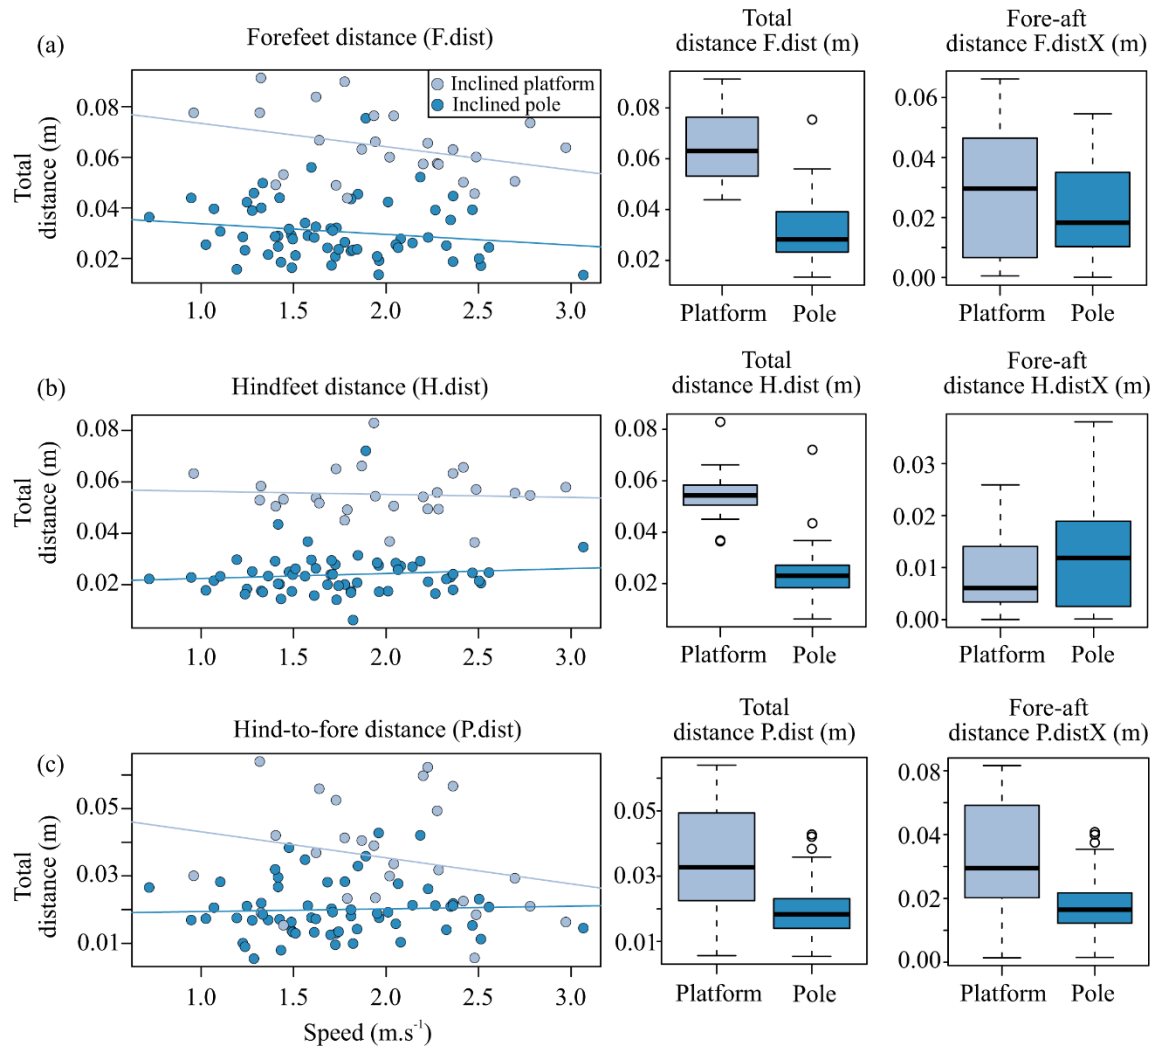 (a)
Forefeet distance (F.dist)
Total
distance F.dist (m)
Fore-aft
distance F.distX (m)
Inclined platform
Inclined pole
Total
distance (m)
0.08
0.06
0.04
0.02
1.0 1.5 2.0 2.5 3.0
0.08
0.06
0.04
0.02
Platform Pole
0.06
0.04
0.02
0.00
Platform Pole
(b)
Hindfeet distance (H.dist)
Total
distance H.dist (m)
Fore-aft
distance H.distX (m)
Total
distance (m)
0.08
0.06
0.04
0.02
1.0 1.5 2.0 2.5 3.0
0.08
0.06
0.04
0.02
Platform Pole
0.03
0.02
0.01
0.00
Platform Pole
(c)
Hind-to-fore distance (P.dist)
Total
distance P.dist (m)
Fore-aft
distance P.distX (m)
Total
distance (m)
0.05
0.03
0.01
1.0 1.5 2.0 2.5 3.0
Speed (m.s⁻¹)
0.05
0.03
0.01
Platform Pole
0.08
0.04
0.02
0.00
Platform Pole